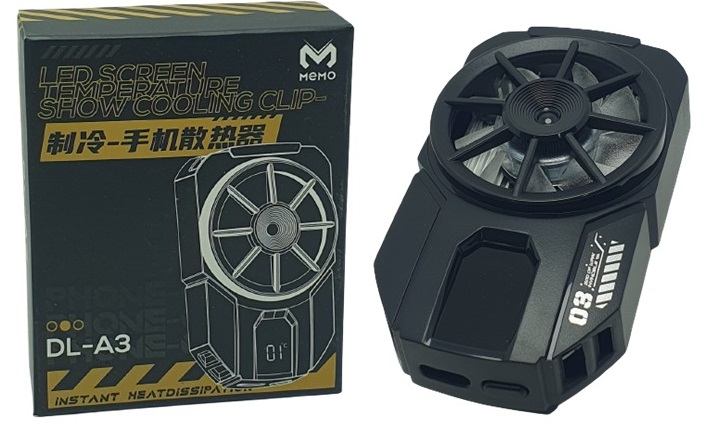 MEMO
LED SCREEN
TEMPERATURE
SHOW COOLING CLIP-
制冷-手机散热器
PHONE
DL-A3
01℃
INSTANT HEATDISSIPATION
03